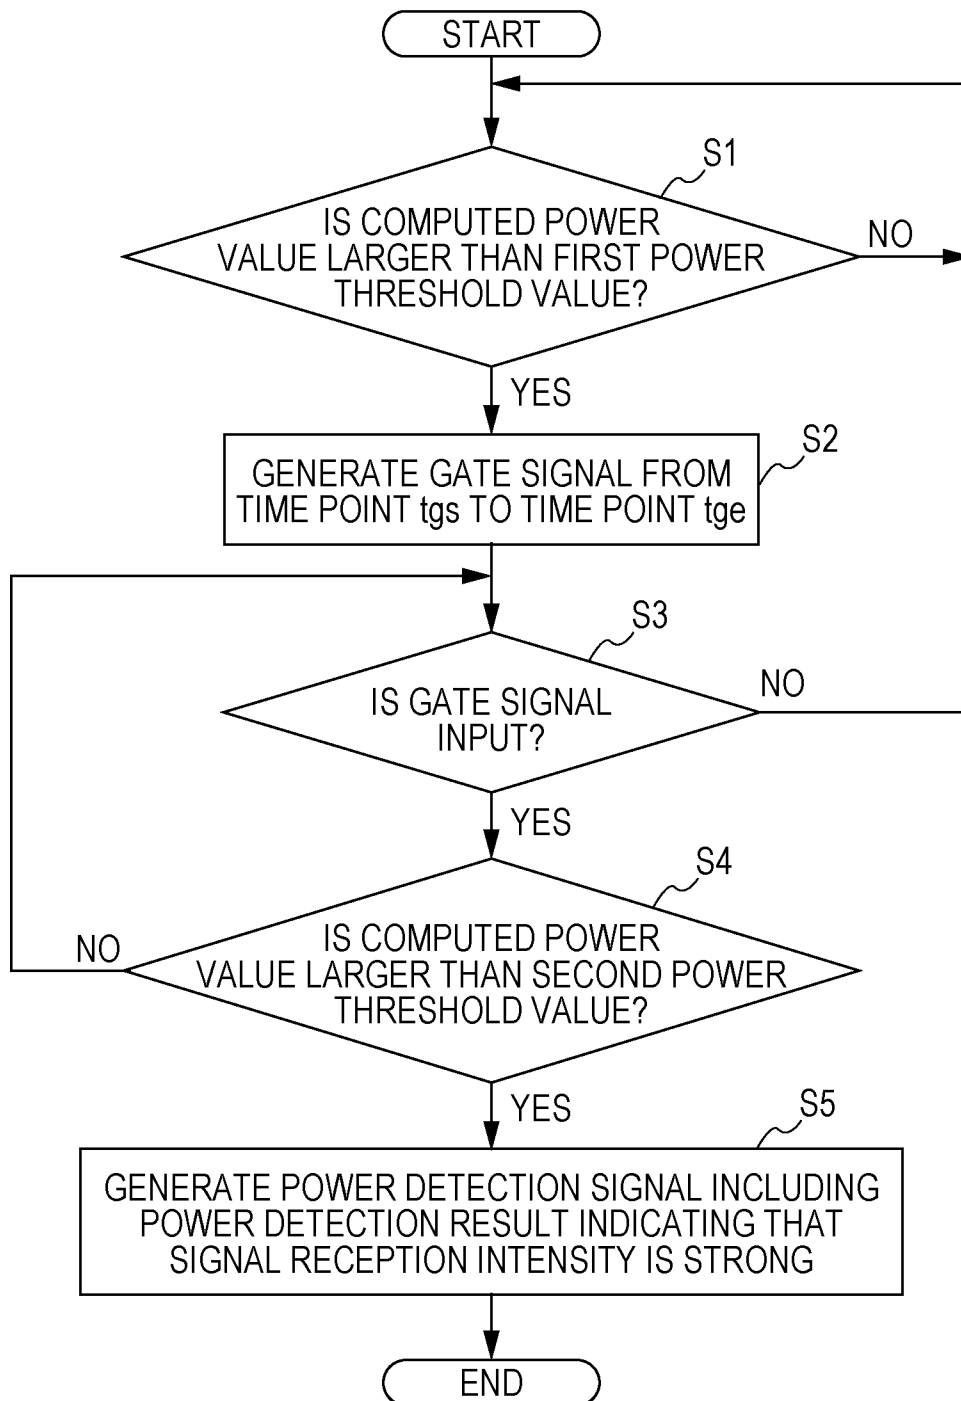 START
S1
IS COMPUTED POWER
VALUE LARGER THAN FIRST POWER
THRESHOLD VALUE?
NO
YES
S2
GENERATE GATE SIGNAL FROM
TIME POINT tgs TO TIME POINT tge
S3
IS GATE SIGNAL
INPUT?
NO
YES
S4
IS COMPUTED POWER
VALUE LARGER THAN SECOND POWER
THRESHOLD VALUE?
NO
YES
S5
GENERATE POWER DETECTION SIGNAL INCLUDING
POWER DETECTION RESULT INDICATING THAT
SIGNAL RECEPTION INTENSITY IS STRONG
END